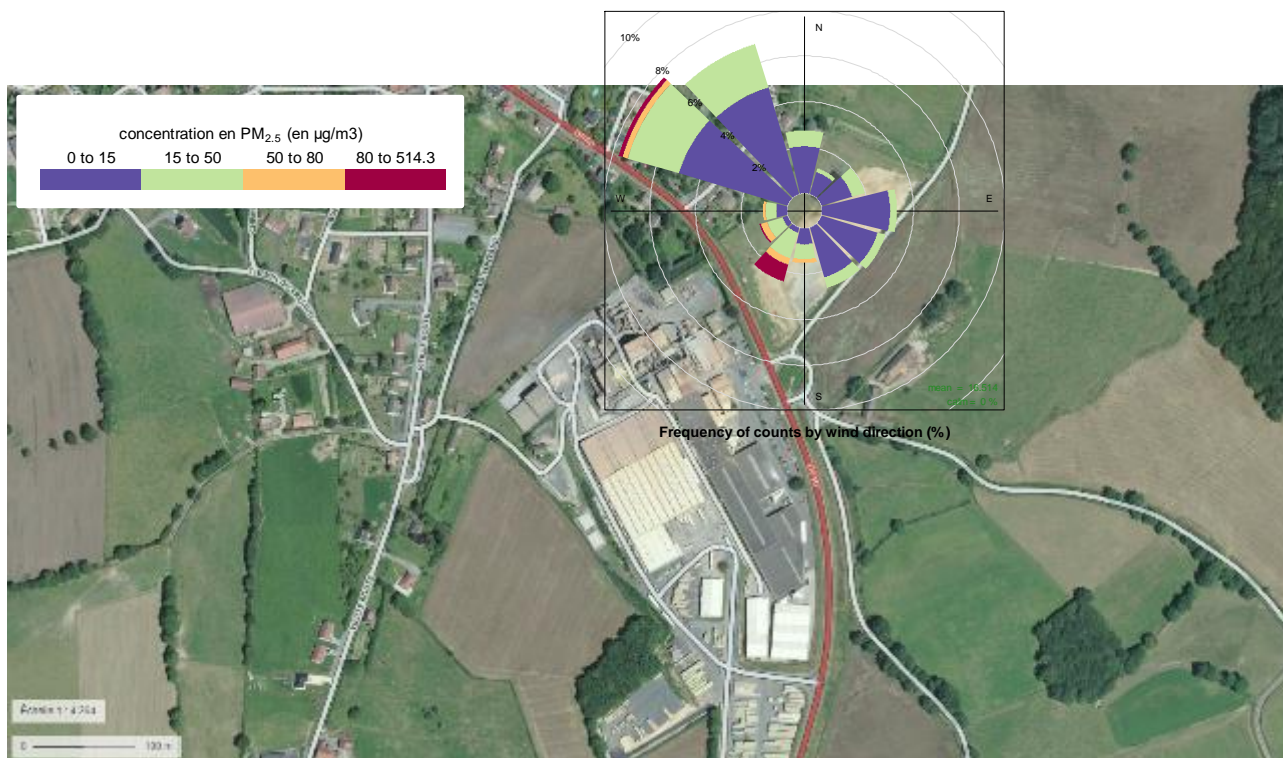 N
10%
8%
6%
4%
2%
W
E
S
concentration en PM2.5 (en µg/m3)
0 to 15 15 to 50 50 to 80 80 to 514.3
Frequency of counts by wind direction (%)
0 100 m